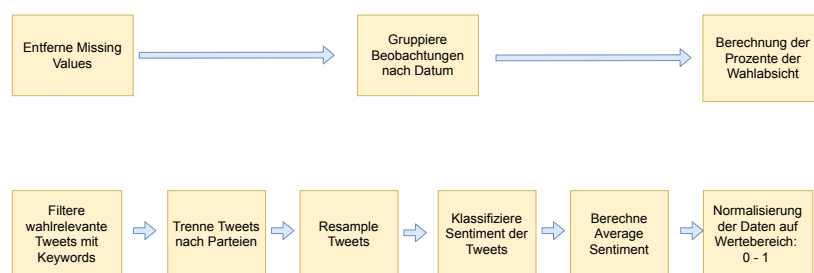 Entferne Missing
Values
Gruppiere
Beobachtungen
nach Datum
Berechnung der
Prozente der
Wahlabsicht
Filtere
wahlrelevante
Tweets mit
Keywords
Trenne Tweets
nach Parteien
Resample
Tweets
Klassifiziere
Sentiment der
Tweets
Berechne
Average
Sentiment
Normalisierung
der Daten auf
Wertebereich:
0 - 1